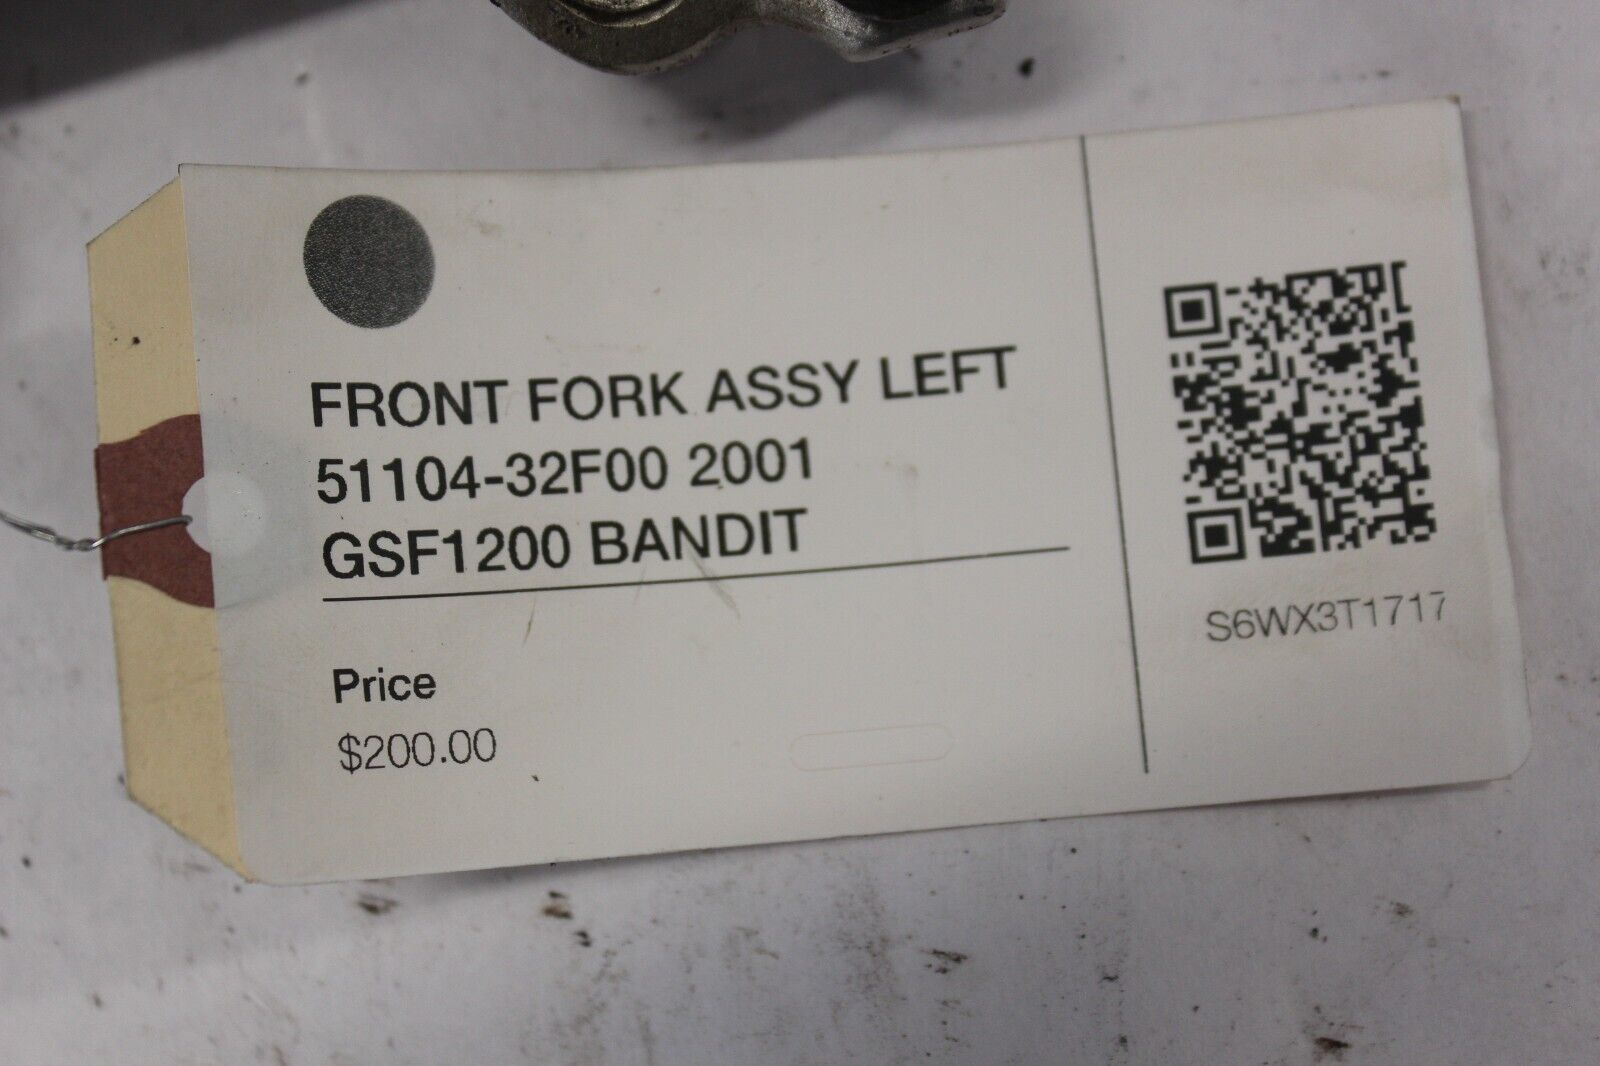 FRONT FORK ASSY LEFT
51104-32F00 2001
GSF1200 BANDIT
Price
$200.00
S6WX3T1717